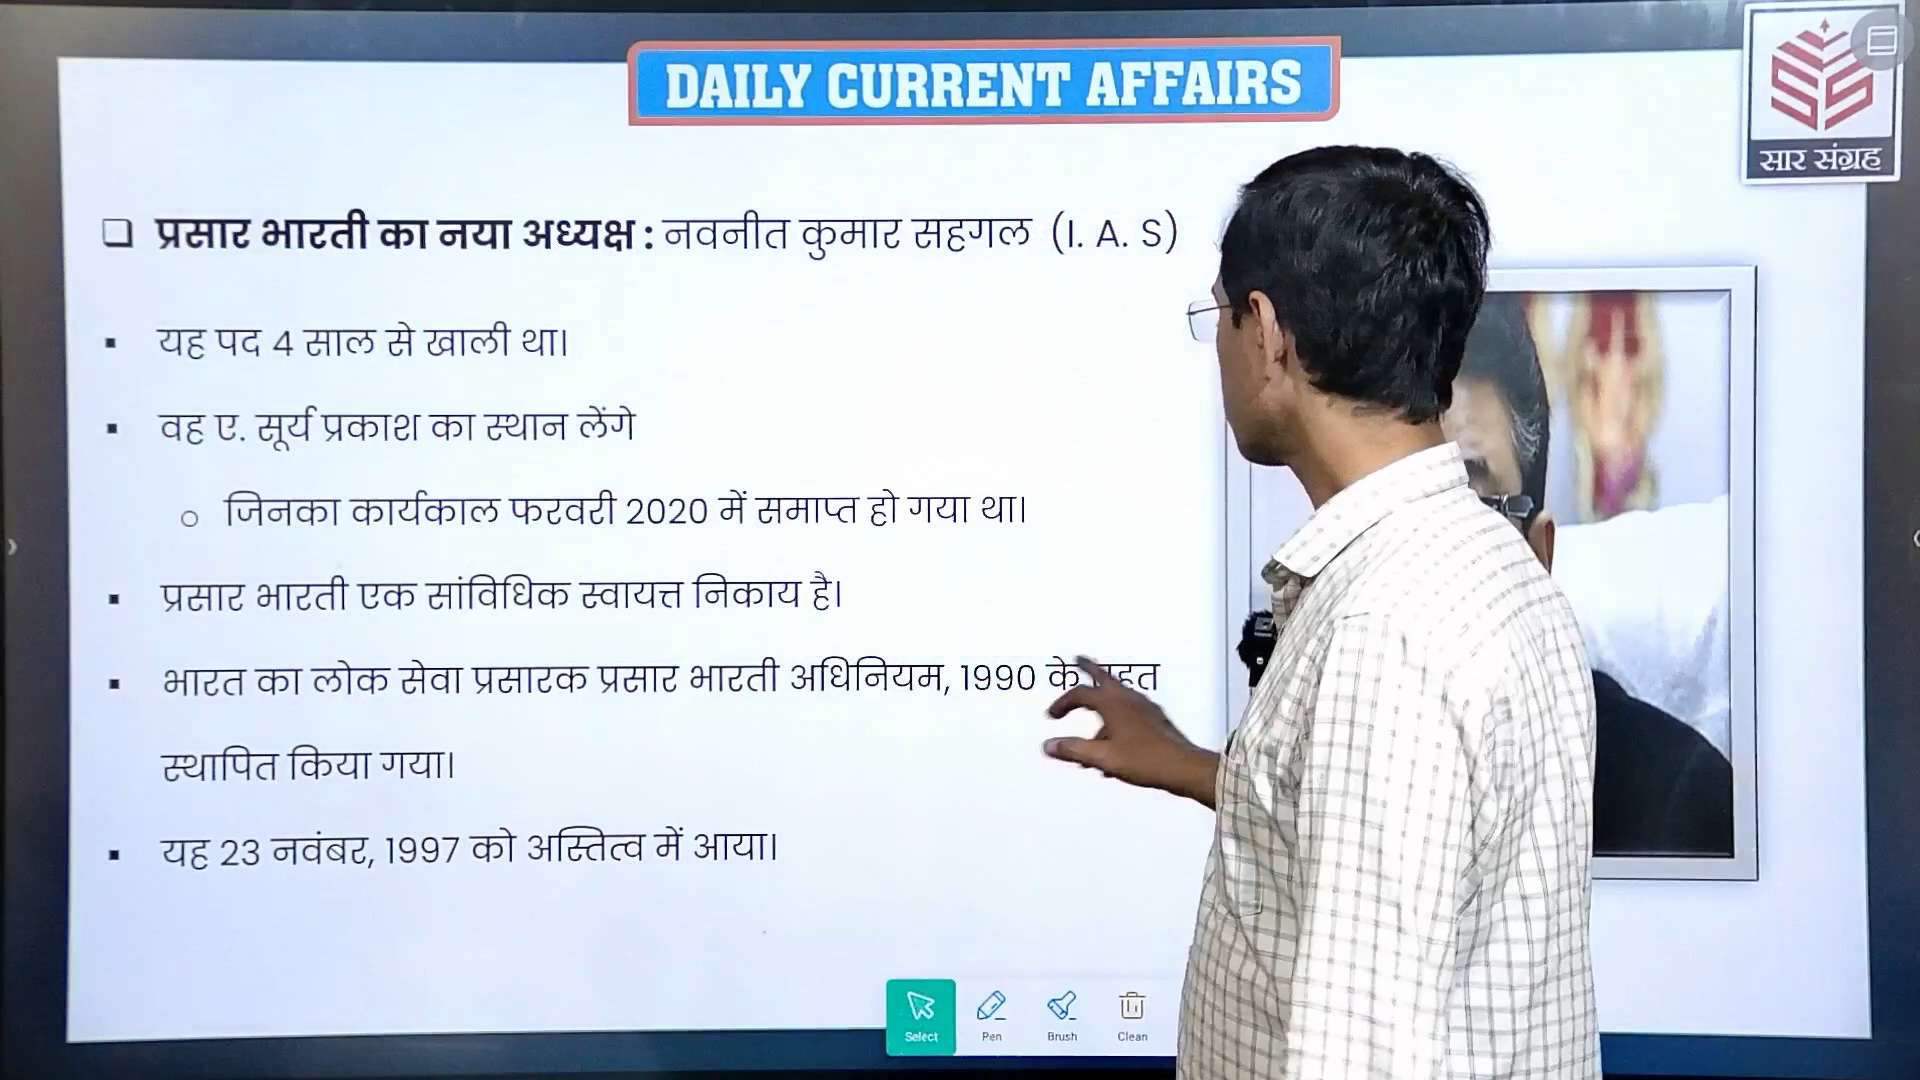 DAILY CURRENT AFFAIRS
सार संग्रह
प्रसार भारती का नया अध्यक्ष : नवनीत कुमार सहगल (I. A. S)
यह पद 4 साल से खाली था।
वह ए. सूर्य प्रकाश का स्थान लेंगे
जिनका कार्यकाल फरवरी 2020 में समाप्त हो गया था।
प्रसार भारती एक सांविधिक स्वायत्त निकाय है।
भारत का लोक सेवा प्रसारक प्रसार भारती अधिनियम, 1990 के तहत
स्थापित किया गया।
यह 23 नवंबर, 1997 को अस्तित्व में आया।
Select Pen Brush Clean